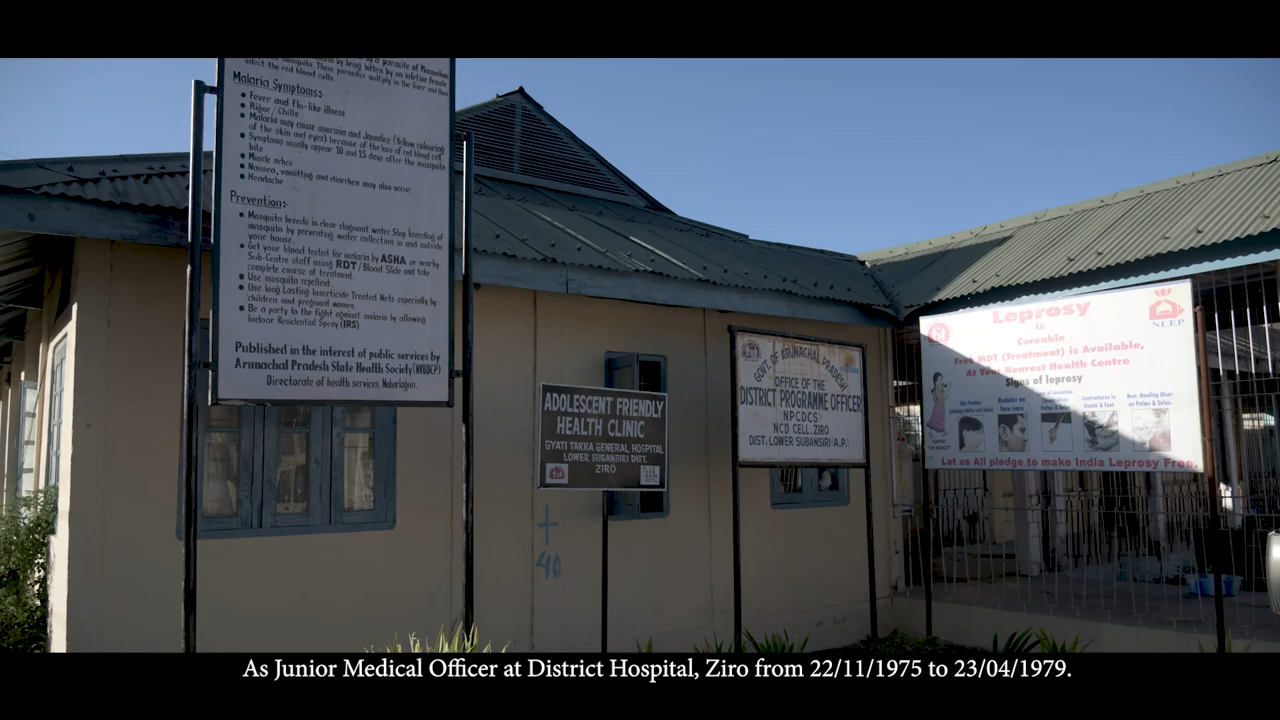 infect the red blood cells.
Malaria Symptoms:-
Fever and flu-like illness
Rigor/Chills
Malaria may cause anaemia and Jaundice (Yellow colouring
of the skin and eyes) because of the loss of red blood cell.
Symptoms usually appear 10 and 15 days after the mosquito
bite
Muscle aches
Nausea, vomitting and diarrhea may also occur.
Headache
Prevention:-
Mosquito breeds in clear stagnant water Stop breeding of
mosquito by preventing water collection in and outside
your house.
Get your blood tested for malaria by ASHA or nearby
Sub-Centre staff using RDT/Blood Slide and take
complete course of treatment.
Use mosquito repellent.
Use long Lasting Insecticide Treated Nets especially by
children and pregnant women.
Be a party to the fight against malaria by allowing
Indoor Residential Spray (IRS)
Published in the interest of public services by
Arunachal Pradesh State Health Society (NVBDCP)
Directorate of health services, Naharlagun.
ADOLESCENT FRIENDLY
HEALTH CLINIC
GYATI TAKKA GENERAL HOSPITAL
LOWER SUBANSIRI DIST.
ZIRO
+
40
GOVT. OF ARUNACHAL PRADESH
OFFICE OF THE
DISTRICT PROGRAMME OFFICER
NPCDCS
NCD CELL, ZIRO
DIST. LOWER SUBANSIRI (A.P.)
Leprosy
is
Cureable
Free MDT (Treatment) is Available,
At Your Nearest Health Centre
Signs of leprosy
NLEP
Let us All pledge to make India Leprosy Free.
As Junior Medical Officer at District Hospital, Ziro from 22/11/1975 to 23/04/1979.